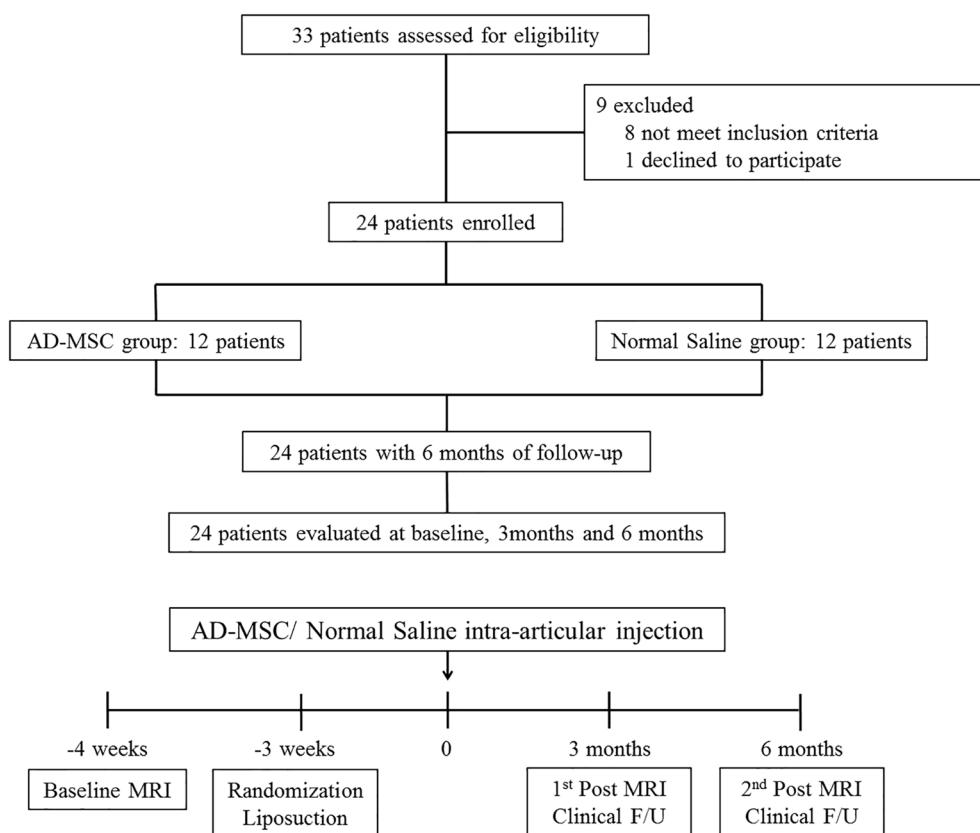 33 patients assessed for eligibility
9 excluded
8 not meet inclusion criteria
1 declined to participate
24 patients enrolled
AD-MSC group: 12 patients
Normal Saline group: 12 patients
24 patients with 6 months of follow-up
24 patients evaluated at baseline, 3months and 6 months
AD-MSC/ Normal Saline intra-articular injection
-4 weeks
-3 weeks
0
3 months
6 months
Baseline MRI
Randomization
Liposuction
1st Post MRI
Clinical F/U
2nd Post MRI
Clinical F/U